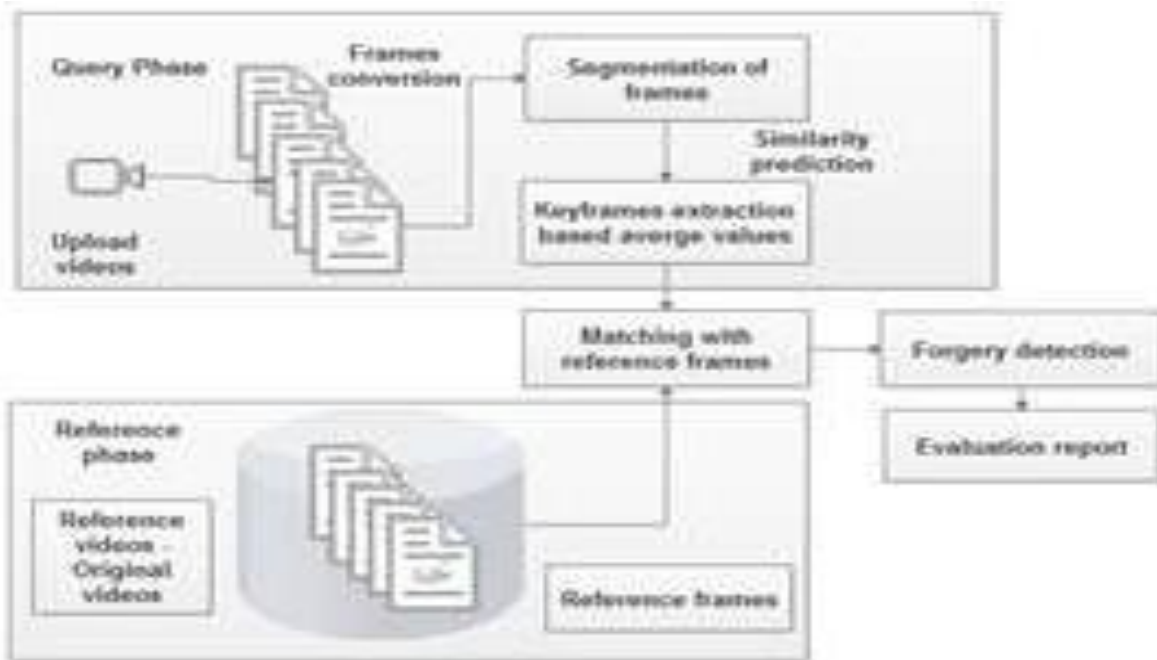 Query Phase
Frames
conversion
Segmentation of
frames
Similarity
prediction
Keyframes extraction
based averge values
Upload
videos
Matching with
reference frames
Forgery detection
Evaluation report
Reference
phase
Reference
videos -
Original
videos
Reference frames